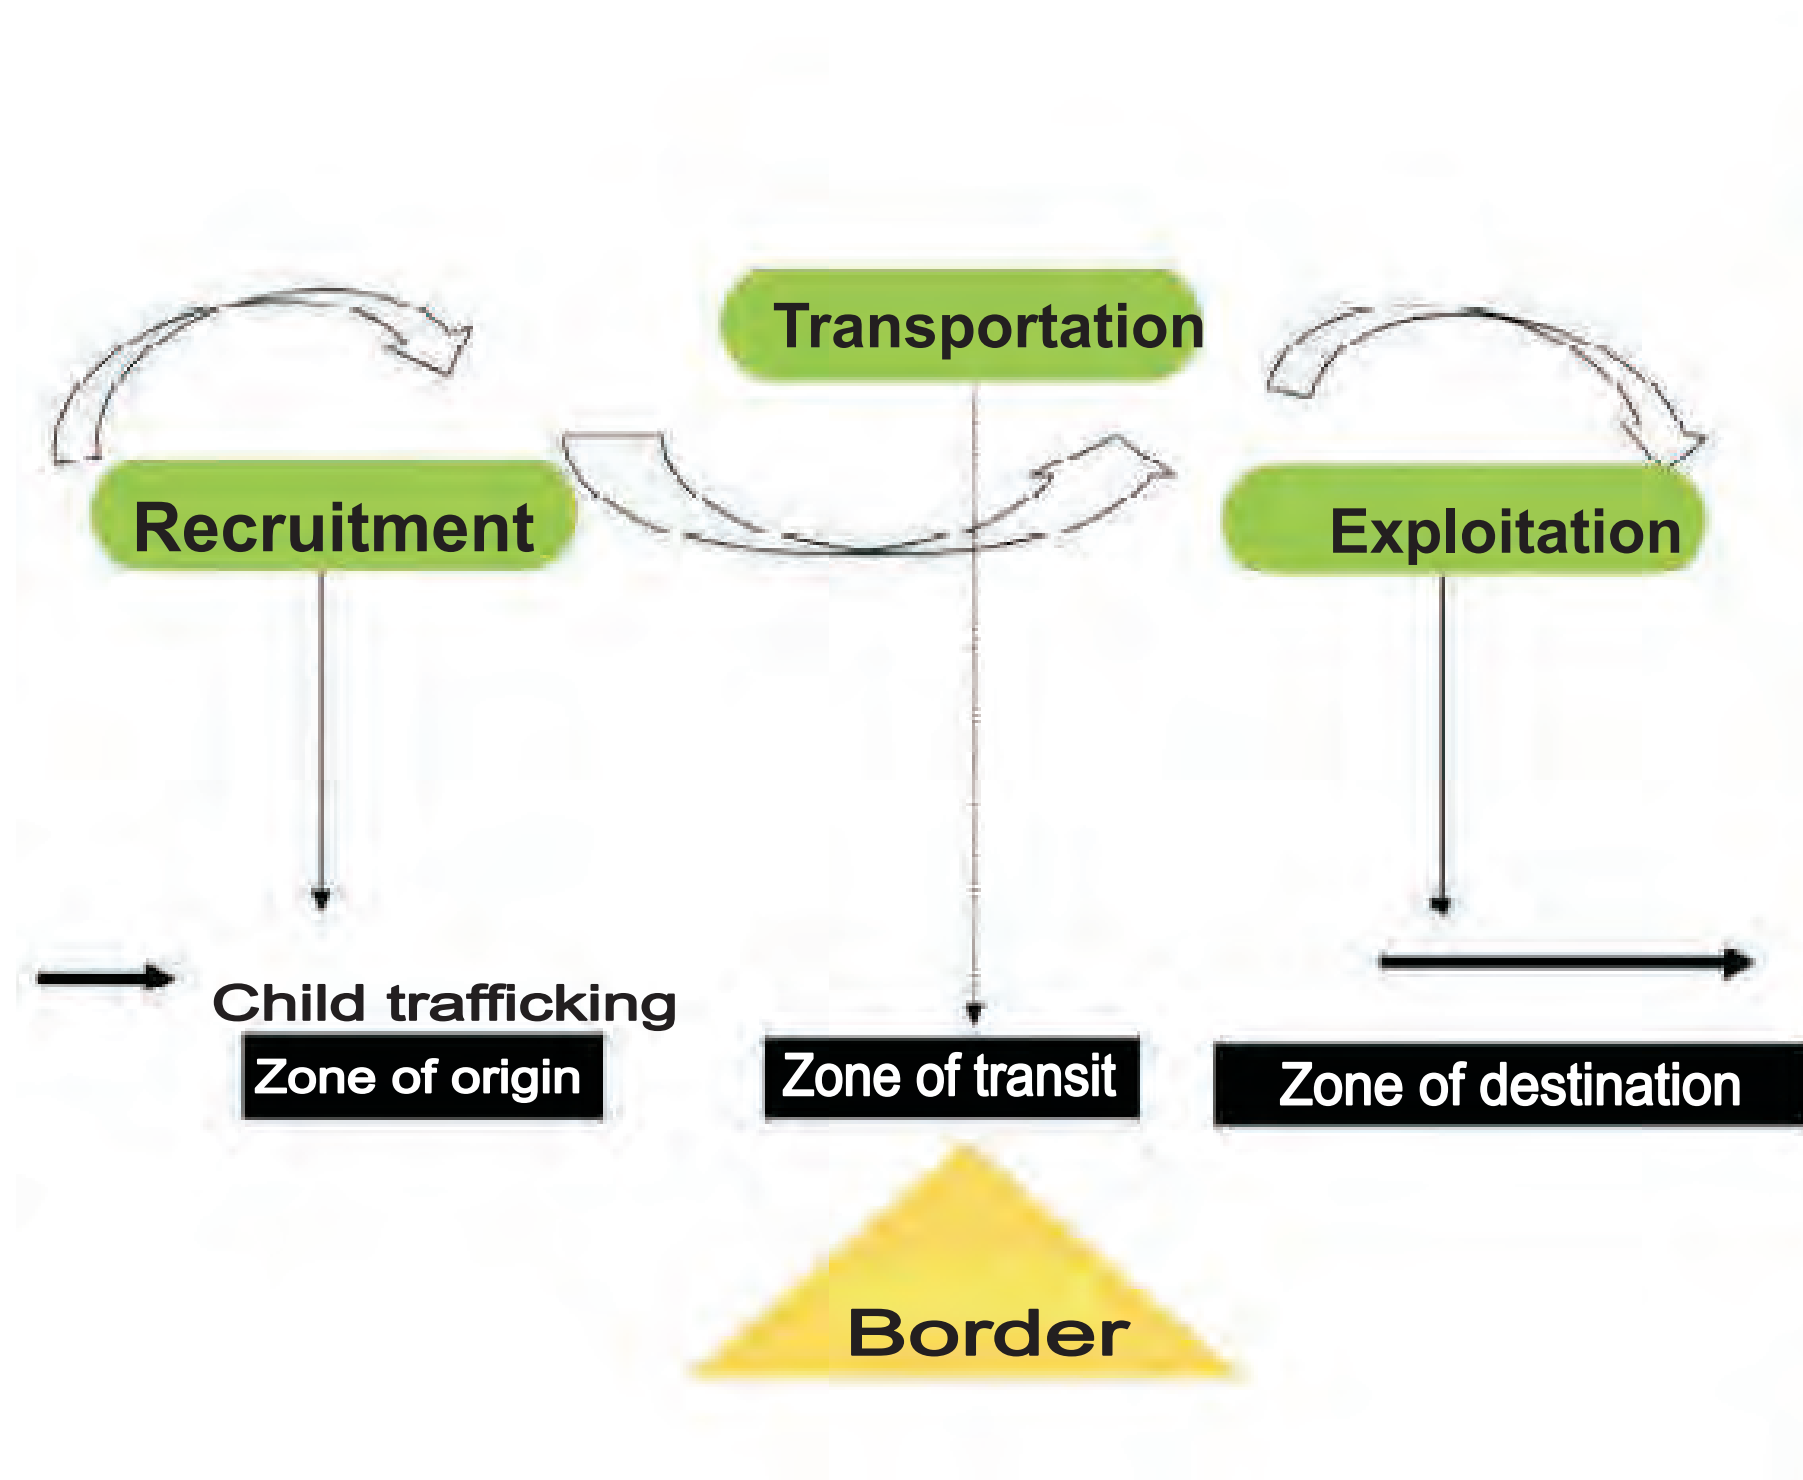 Transportation
Recruitment
Exploitation
Child trafficking
Zone of origin
Zone of transit
Zone of destination
Border